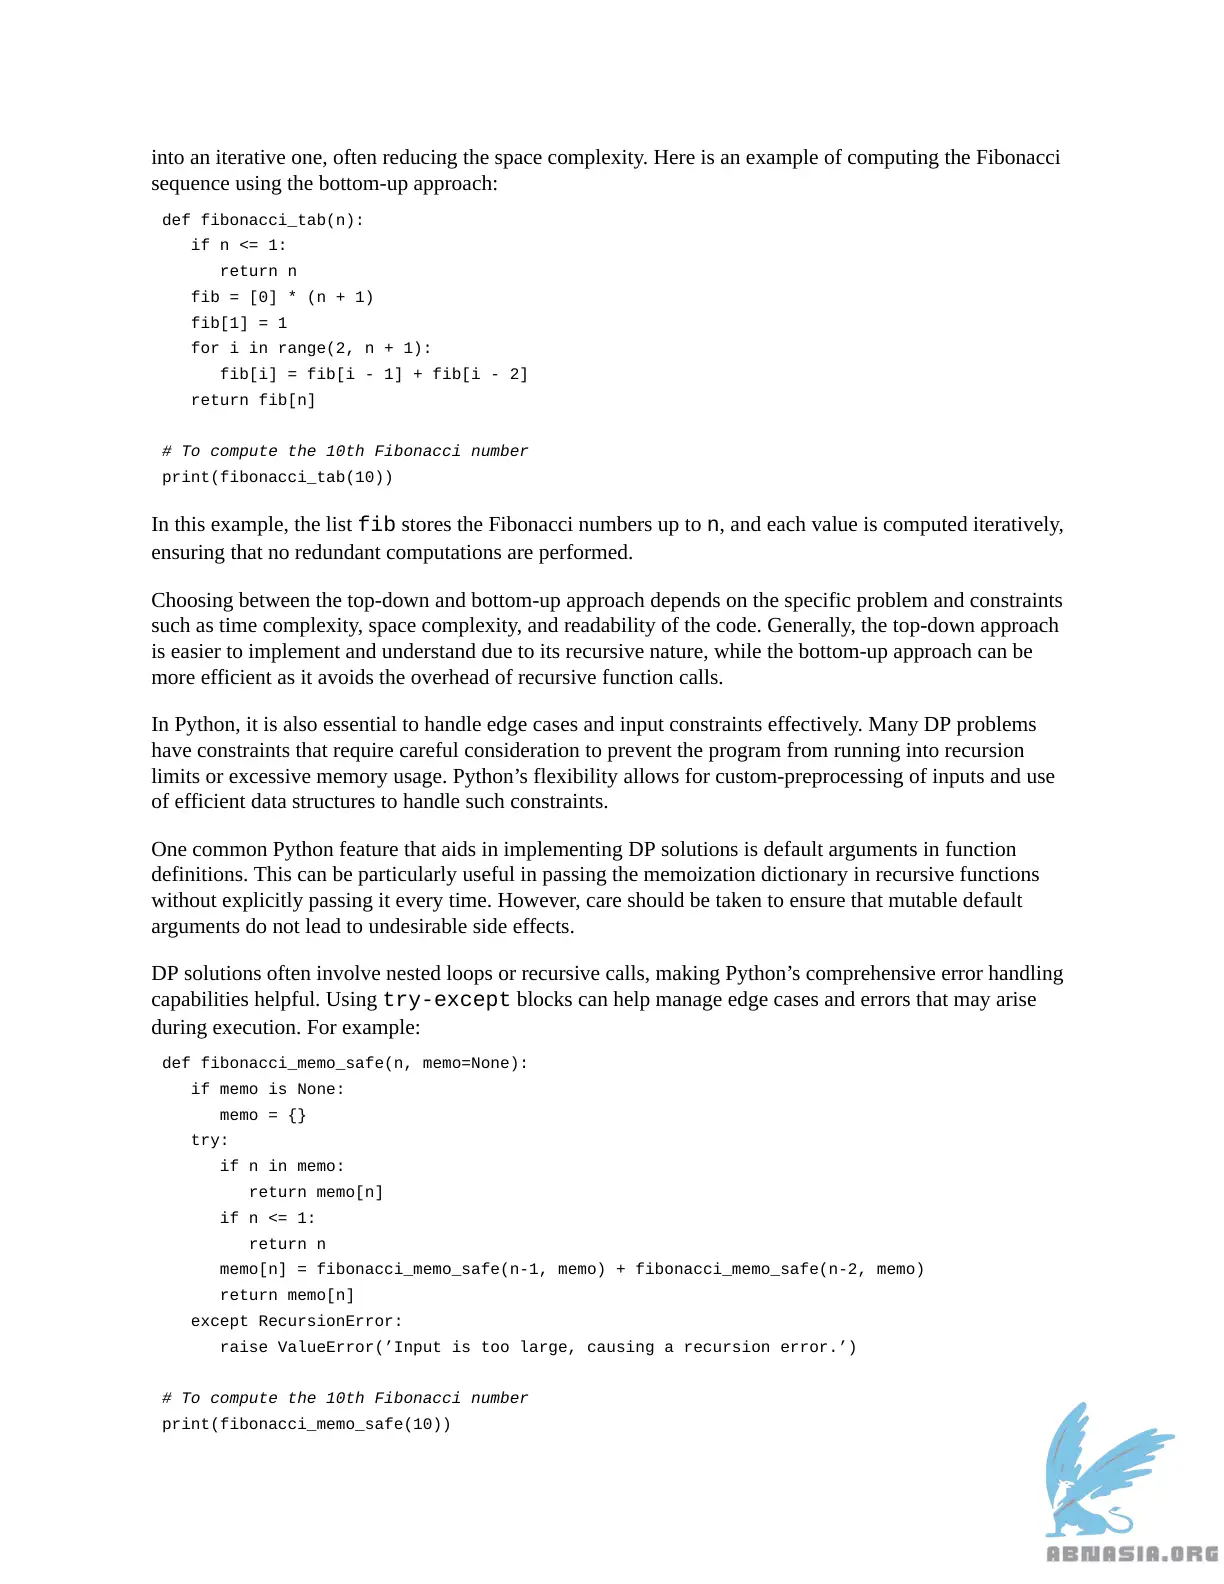 into an iterative one, often reducing the space complexity. Here is an example of computing the Fibonacci
sequence using the bottom-up approach:
def fibonacci_tab(n):
   if n <= 1:
      return n
   fib = [0] * (n + 1)
   fib[1] = 1
   for i in range(2, n + 1):
      fib[i] = fib[i - 1] + fib[i - 2]
   return fib[n]
# To compute the 10th Fibonacci number
print(fibonacci_tab(10))
In this example, the list fib stores the Fibonacci numbers up to n, and each value is computed iteratively,
ensuring that no redundant computations are performed.
Choosing between the top-down and bottom-up approach depends on the specific problem and constraints
such as time complexity, space complexity, and readability of the code. Generally, the top-down approach
is easier to implement and understand due to its recursive nature, while the bottom-up approach can be
more efficient as it avoids the overhead of recursive function calls.
In Python, it is also essential to handle edge cases and input constraints effectively. Many DP problems
have constraints that require careful consideration to prevent the program from running into recursion
limits or excessive memory usage. Python’s flexibility allows for custom-preprocessing of inputs and use
of efficient data structures to handle such constraints.
One common Python feature that aids in implementing DP solutions is default arguments in function
definitions. This can be particularly useful in passing the memoization dictionary in recursive functions
without explicitly passing it every time. However, care should be taken to ensure that mutable default
arguments do not lead to undesirable side effects.
DP solutions often involve nested loops or recursive calls, making Python’s comprehensive error handling
capabilities helpful. Using try-except blocks can help manage edge cases and errors that may arise
during execution. For example:
def fibonacci_memo_safe(n, memo=None):
   if memo is None:
      memo = {}
   try:
      if n in memo:
         return memo[n]
      if n <= 1:
         return n
      memo[n] = fibonacci_memo_safe(n-1, memo) + fibonacci_memo_safe(n-2, memo)
      return memo[n]
   except RecursionError:
      raise ValueError(’Input is too large, causing a recursion error.’)
# To compute the 10th Fibonacci number
print(fibonacci_memo_safe(10))
ABNASIA.ORG